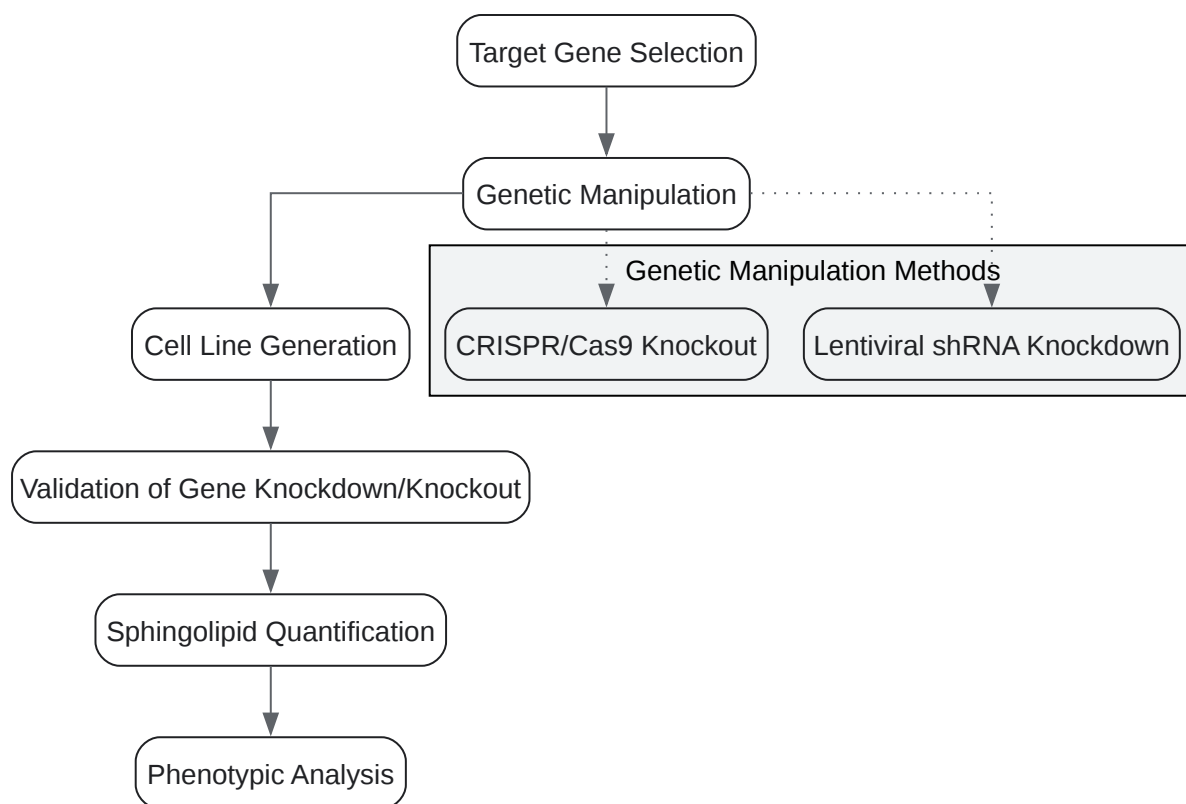 Target Gene Selection
Genetic Manipulation
Genetic Manipulation Methods
Cell Line Generation
CRISPR/Cas9 Knockout
Lentiviral shRNA Knockdown
Validation of Gene Knockdown/Knockout
Sphingolipid Quantification
Phenotypic Analysis